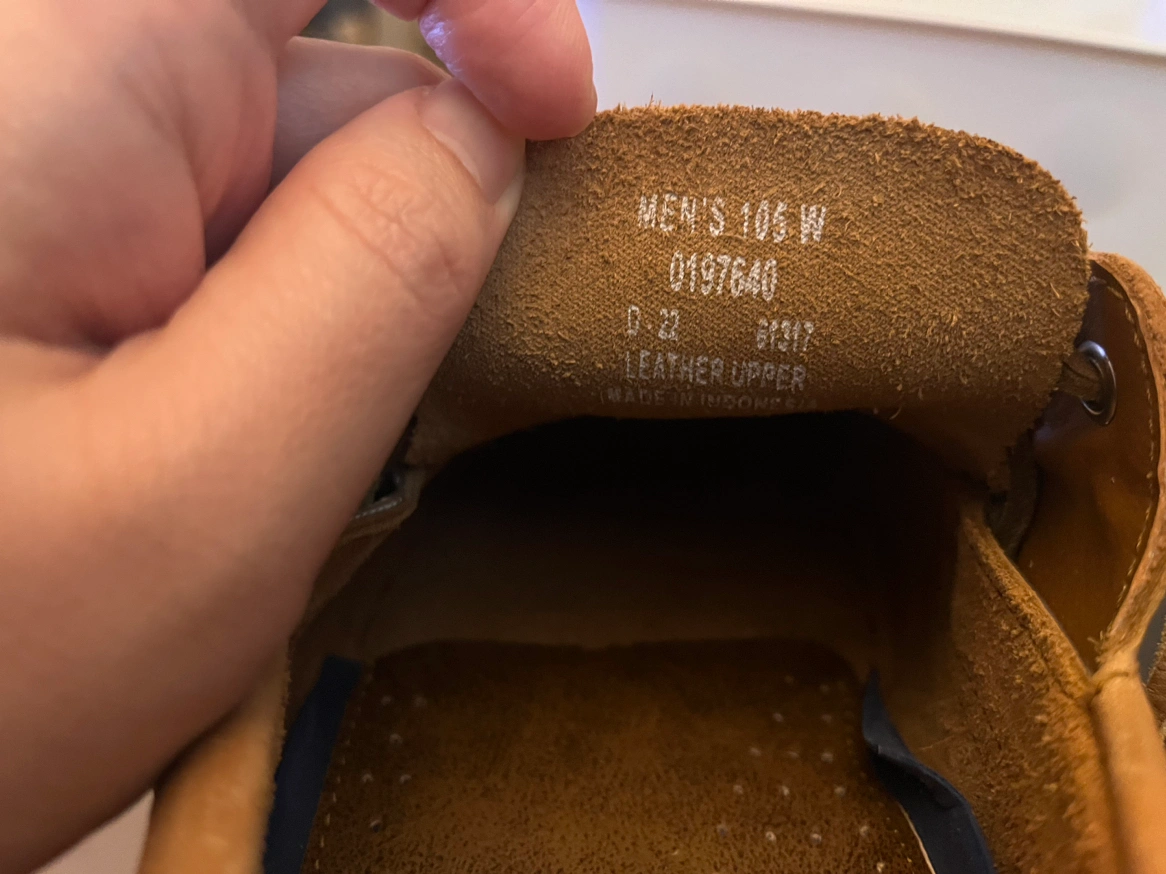 MEN'S 105 W
0197640
D-22 61317
LEATHER UPPER
MADE IN INDONESIA